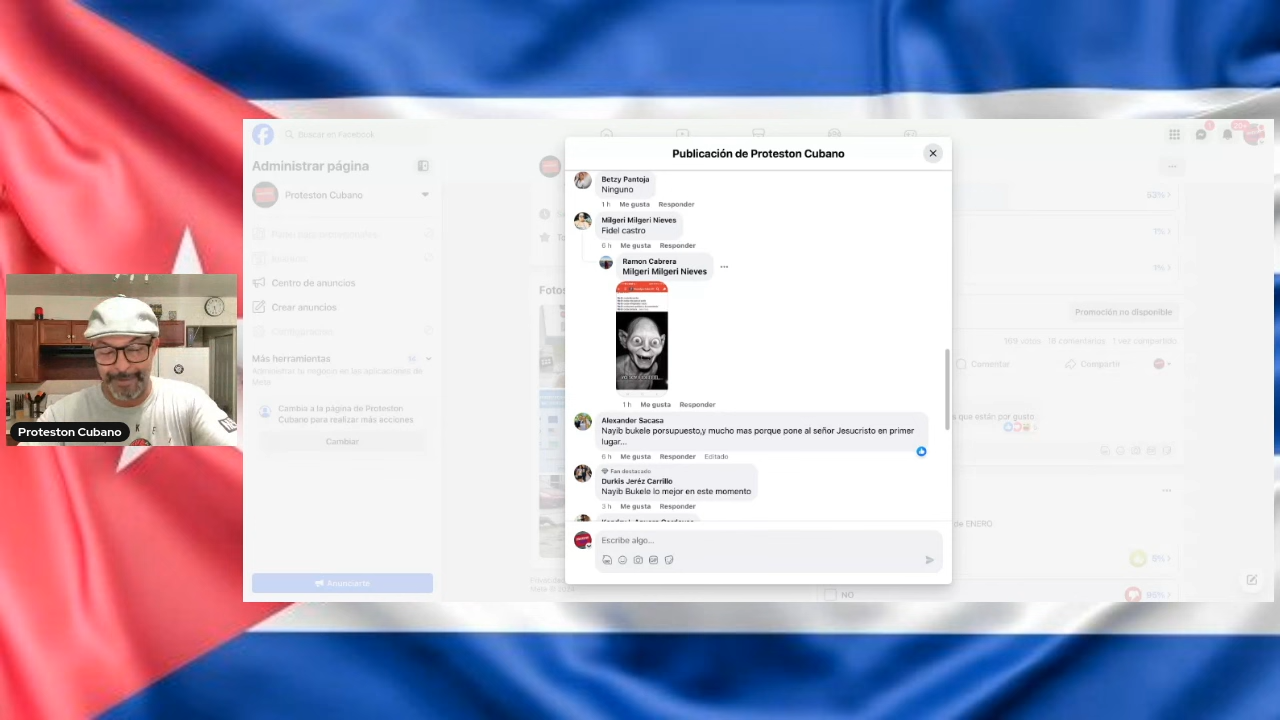 Buscar en Facebook
Administrar página
Proteston Cubano
Centro de anuncios
Crear anuncios
Más herramientas
Administra tu negocio en las aplicaciones de
Meta
Cambia a la página de Proteston
Cubano para realizar más acciones
Cambiar
Anunciarte
Fotos
Publicación de Proteston Cubano
Betzy Pantoja
Ninguno
1 h Me gusta Responder
Milgeri Milgeri Nieves
Fidel castro
6 h Me gusta Responder
Ramon Cabrera
Milgeri Milgeri Nieves
1 h Me gusta Responder
Alexander Sacasa
Nayib bukele porsupuesto,y mucho mas porque pone al señor Jesucristo en primer
lugar...
6 h Me gusta Responder Editado
Fan destacado
Durkis Jeréz Carrillo
Nayib Bukele lo mejor en este momento
3 h Me gusta Responder
Escribe algo...
1%
1%
Promoción no disponible
169 votos 18 comentarios 1 vez compartido
Comentar
Compartir
s que están por gusto
de ENERO
5%
NO
95%
Proteston Cubano